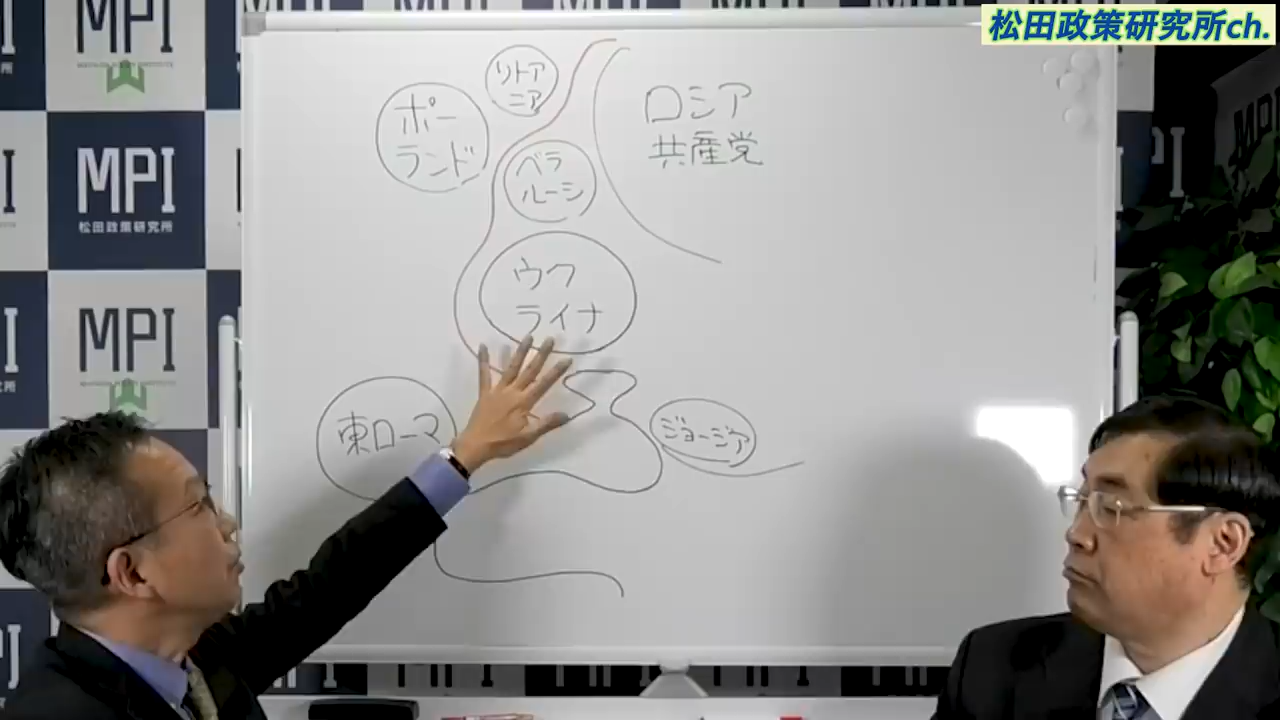 松田政策研究所ch.
MPI
MPI
松田政策研究所
MPI
リトア
ニア
ポー
ランド
ロシア
共産党
ベラ
ルーシ
ウク
ライナ
東ローマ
ジョージア